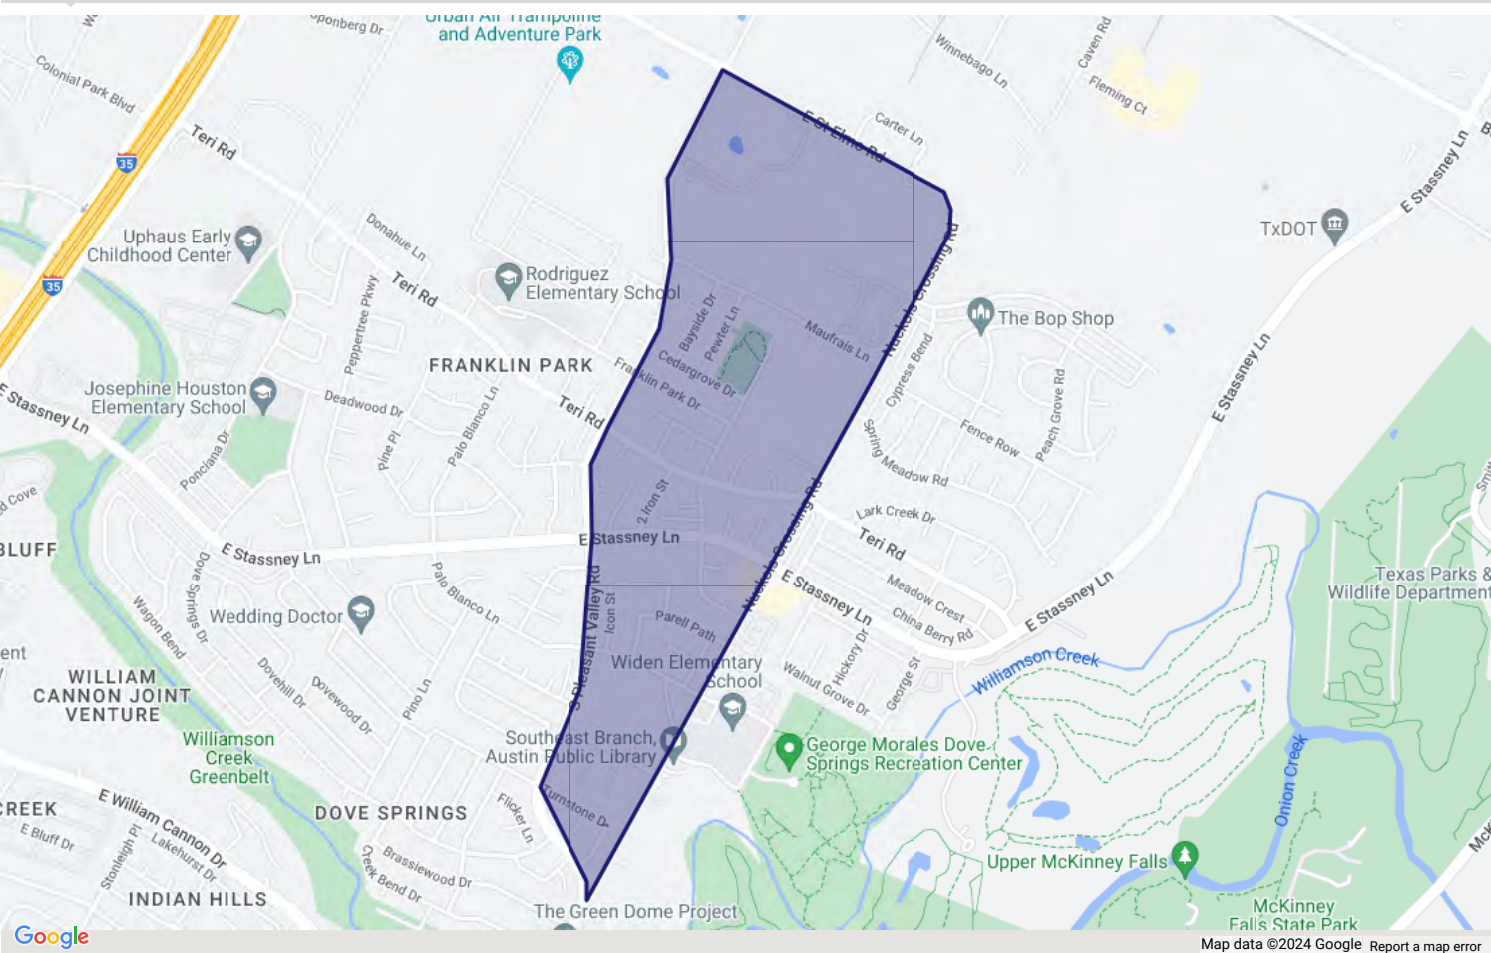 Urban Air Trampoline
and Adventure Park
Winnebago Ln
Caven Rd
Fleming Ct
Colonial Park Blvd
Teri Rd
35
E St Elmo Rd
Carter Ln
E Stassney Ln
TxDOT
Uphaus Early
Childhood Center
Donahue Ln
Teri Rd
Rodriguez
Elementary School
35
Peppertree Pkwy
Bayside Dr
Pewter Ln
Maufrais Ln
Nuckols Crossing Rd
The Bop Shop
FRANKLIN PARK
Cedargrove Dr
Franklin Park Dr
Cypress Bend
Peach Grove Rd
E Stassney Ln
Josephine Houston
Elementary School
E Stassney Ln
Deadwood Dr
Teri Rd
Palo Blanco Ln
Pine Pl
Ponciana Dr
Fence Row
Spring Meadow Rd
2 Iron St
Nuckols Crossing Rd
Lark Creek Dr
Teri Rd
d Cove
BLUFF
E Stassney Ln
E Stassney Ln
Dove Springs Dr
Palo Blanco Ln
S Pleasant Valley Rd
Icon St
E Stassney Ln
Meadow Crest
China Berry Rd
E Stassney Ln
Texas Parks &
Wildlife Department
Wedding Doctor
Wagon Bend
Parell Path
Widen Elementary
School
Hickory Dr
George St
Walnut Grove Dr
Williamson Creek
ent
WILLIAM
CANNON JOINT
VENTURE
Dovehill Dr
Dovewood Dr
Pino Ln
Williamson
Creek
Greenbelt
Southeast Branch,
Austin Public Library
George Morales Dove
Springs Recreation Center
Onion Creek
CREEK
E William Cannon Dr
DOVE SPRINGS
Flicker Ln
Turnstone Dr
E Bluff Dr
Stonleigh Pl
Lakehurst Dr
Creek Bend Dr
Brassiewood Dr
Upper McKinney Falls
INDIAN HILLS
The Green Dome Project
McKinney
Falls State Park
Google
Map data ©2024 Google
Report a map error